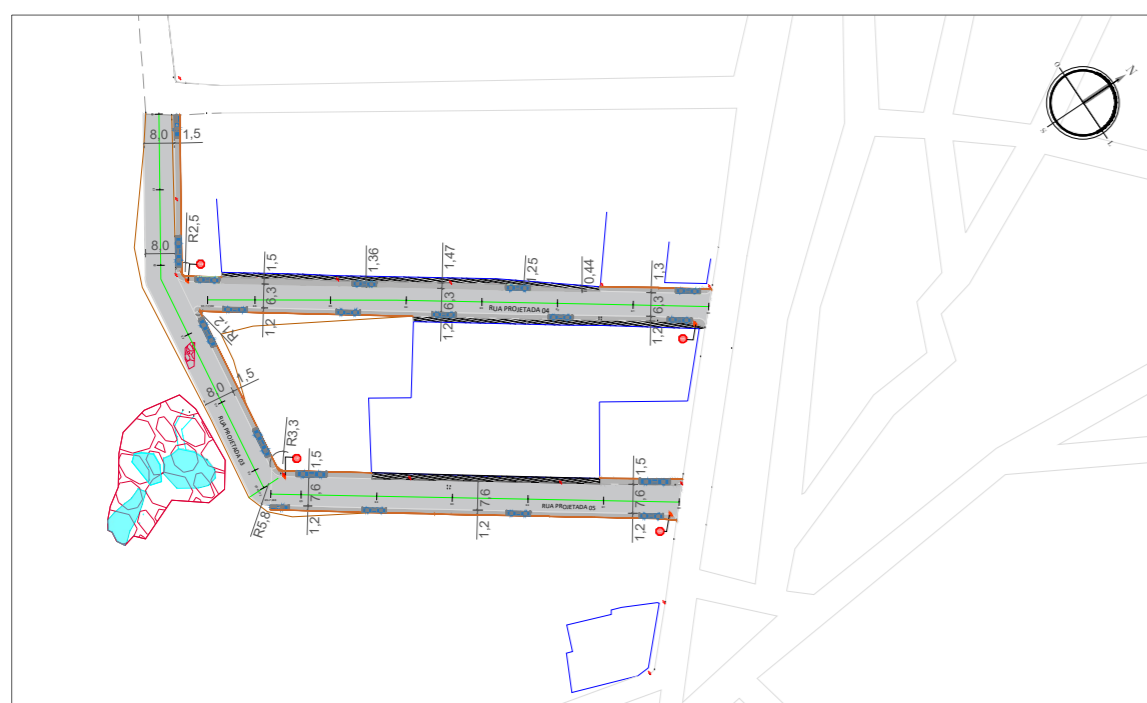 N
O
S
L
8,0
1,5
8,0
R2,5
1,5
1,36
1,47
1,25
0,44
1,3
6,3
6,3
6,3
RUA PROJETADA 04
1,2
1,2
1,2
R1,2
8,0
1,5
RUA PROJETADA 03
R3,3
R5,8
1,5
1,5
7,6
7,6
7,6
RUA PROJETADA 05
1,2
1,2
1,2